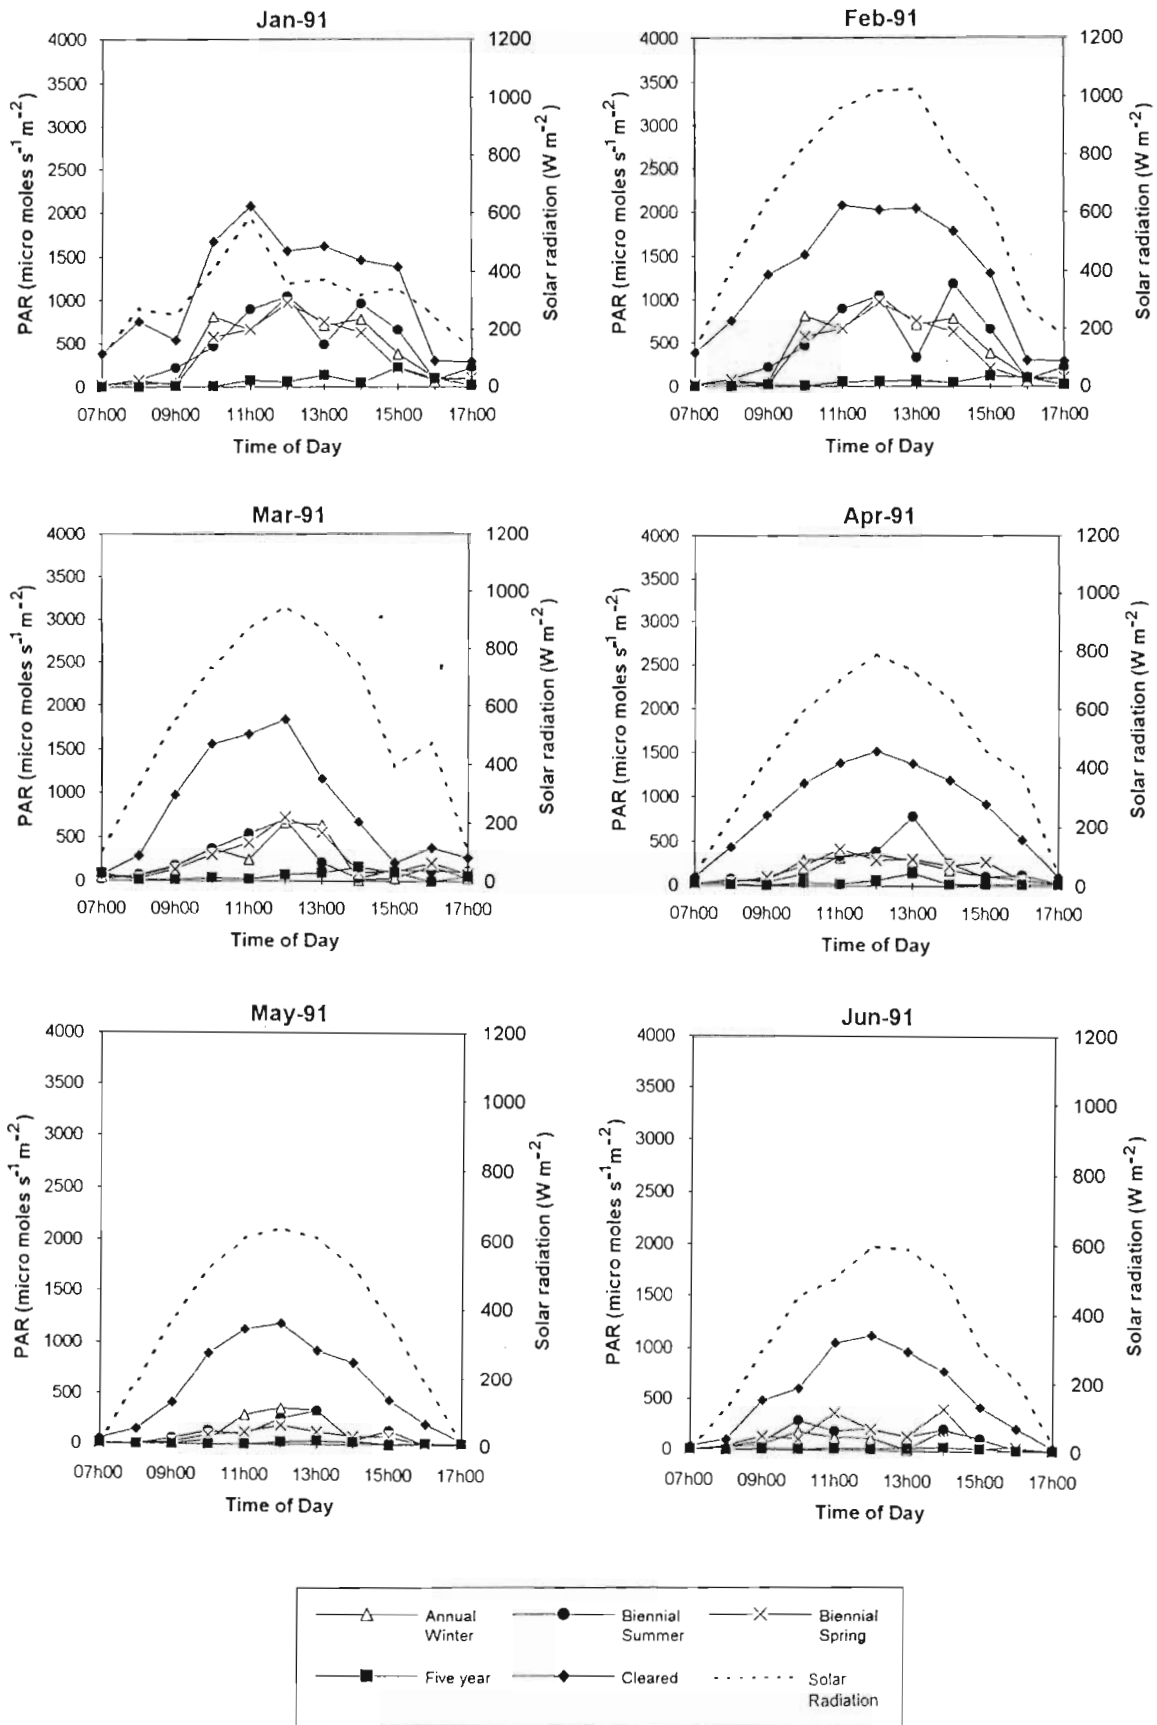 Jan-91
4000
3500
3000
2500
2000
1500
1000
500
0
PAR (micro moles s⁻¹m⁻²)
1200
1000
800
600
400
200
0
Solar radiation (W m⁻²)
07h00 09h00 11h00 13h00 15h00 17h00
Time of Day
Feb-91
4000
3500
3000
2500
2000
1500
1000
500
0
PAR (micro moles s⁻¹m⁻²)
1200
1000
800
600
400
200
0
Solar radiation (W m⁻²)
07h00 09h00 11h00 13h00 15h00 17h00
Time of Day
Mar-91
4000
3500
3000
2500
2000
1500
1000
500
0
PAR (micro moles s⁻¹m⁻²)
1200
1000
800
600
400
200
0
Solar radiation (W m⁻²)
07h00 09h00 11h00 13h00 15h00 17h00
Time of Day
Apr-91
4000
3500
3000
2500
2000
1500
1000
500
0
PAR (micro moles s⁻¹m⁻²)
1200
1000
800
600
400
200
0
Solar radiation (W m⁻²)
07h00 09h00 11h00 13h00 15h00 17h00
Time of Day
May-91
4000
3500
3000
2500
2000
1500
1000
500
0
PAR (micro moles s⁻¹m⁻²)
1200
1000
800
600
400
200
0
Solar radiation (W m⁻²)
07h00 09h00 11h00 13h00 15h00 17h00
Time of Day
Jun-91
4000
3500
3000
2500
2000
1500
1000
500
0
PAR (micro moles s⁻¹m⁻²)
1200
1000
800
600
400
200
0
Solar radiation (W m⁻²)
07h00 09h00 11h00 13h00 15h00 17h00
Time of Day
Annual
Winter
Biennial
Summer
Biennial
Spring
Five year
Cleared
Solar
Radiation